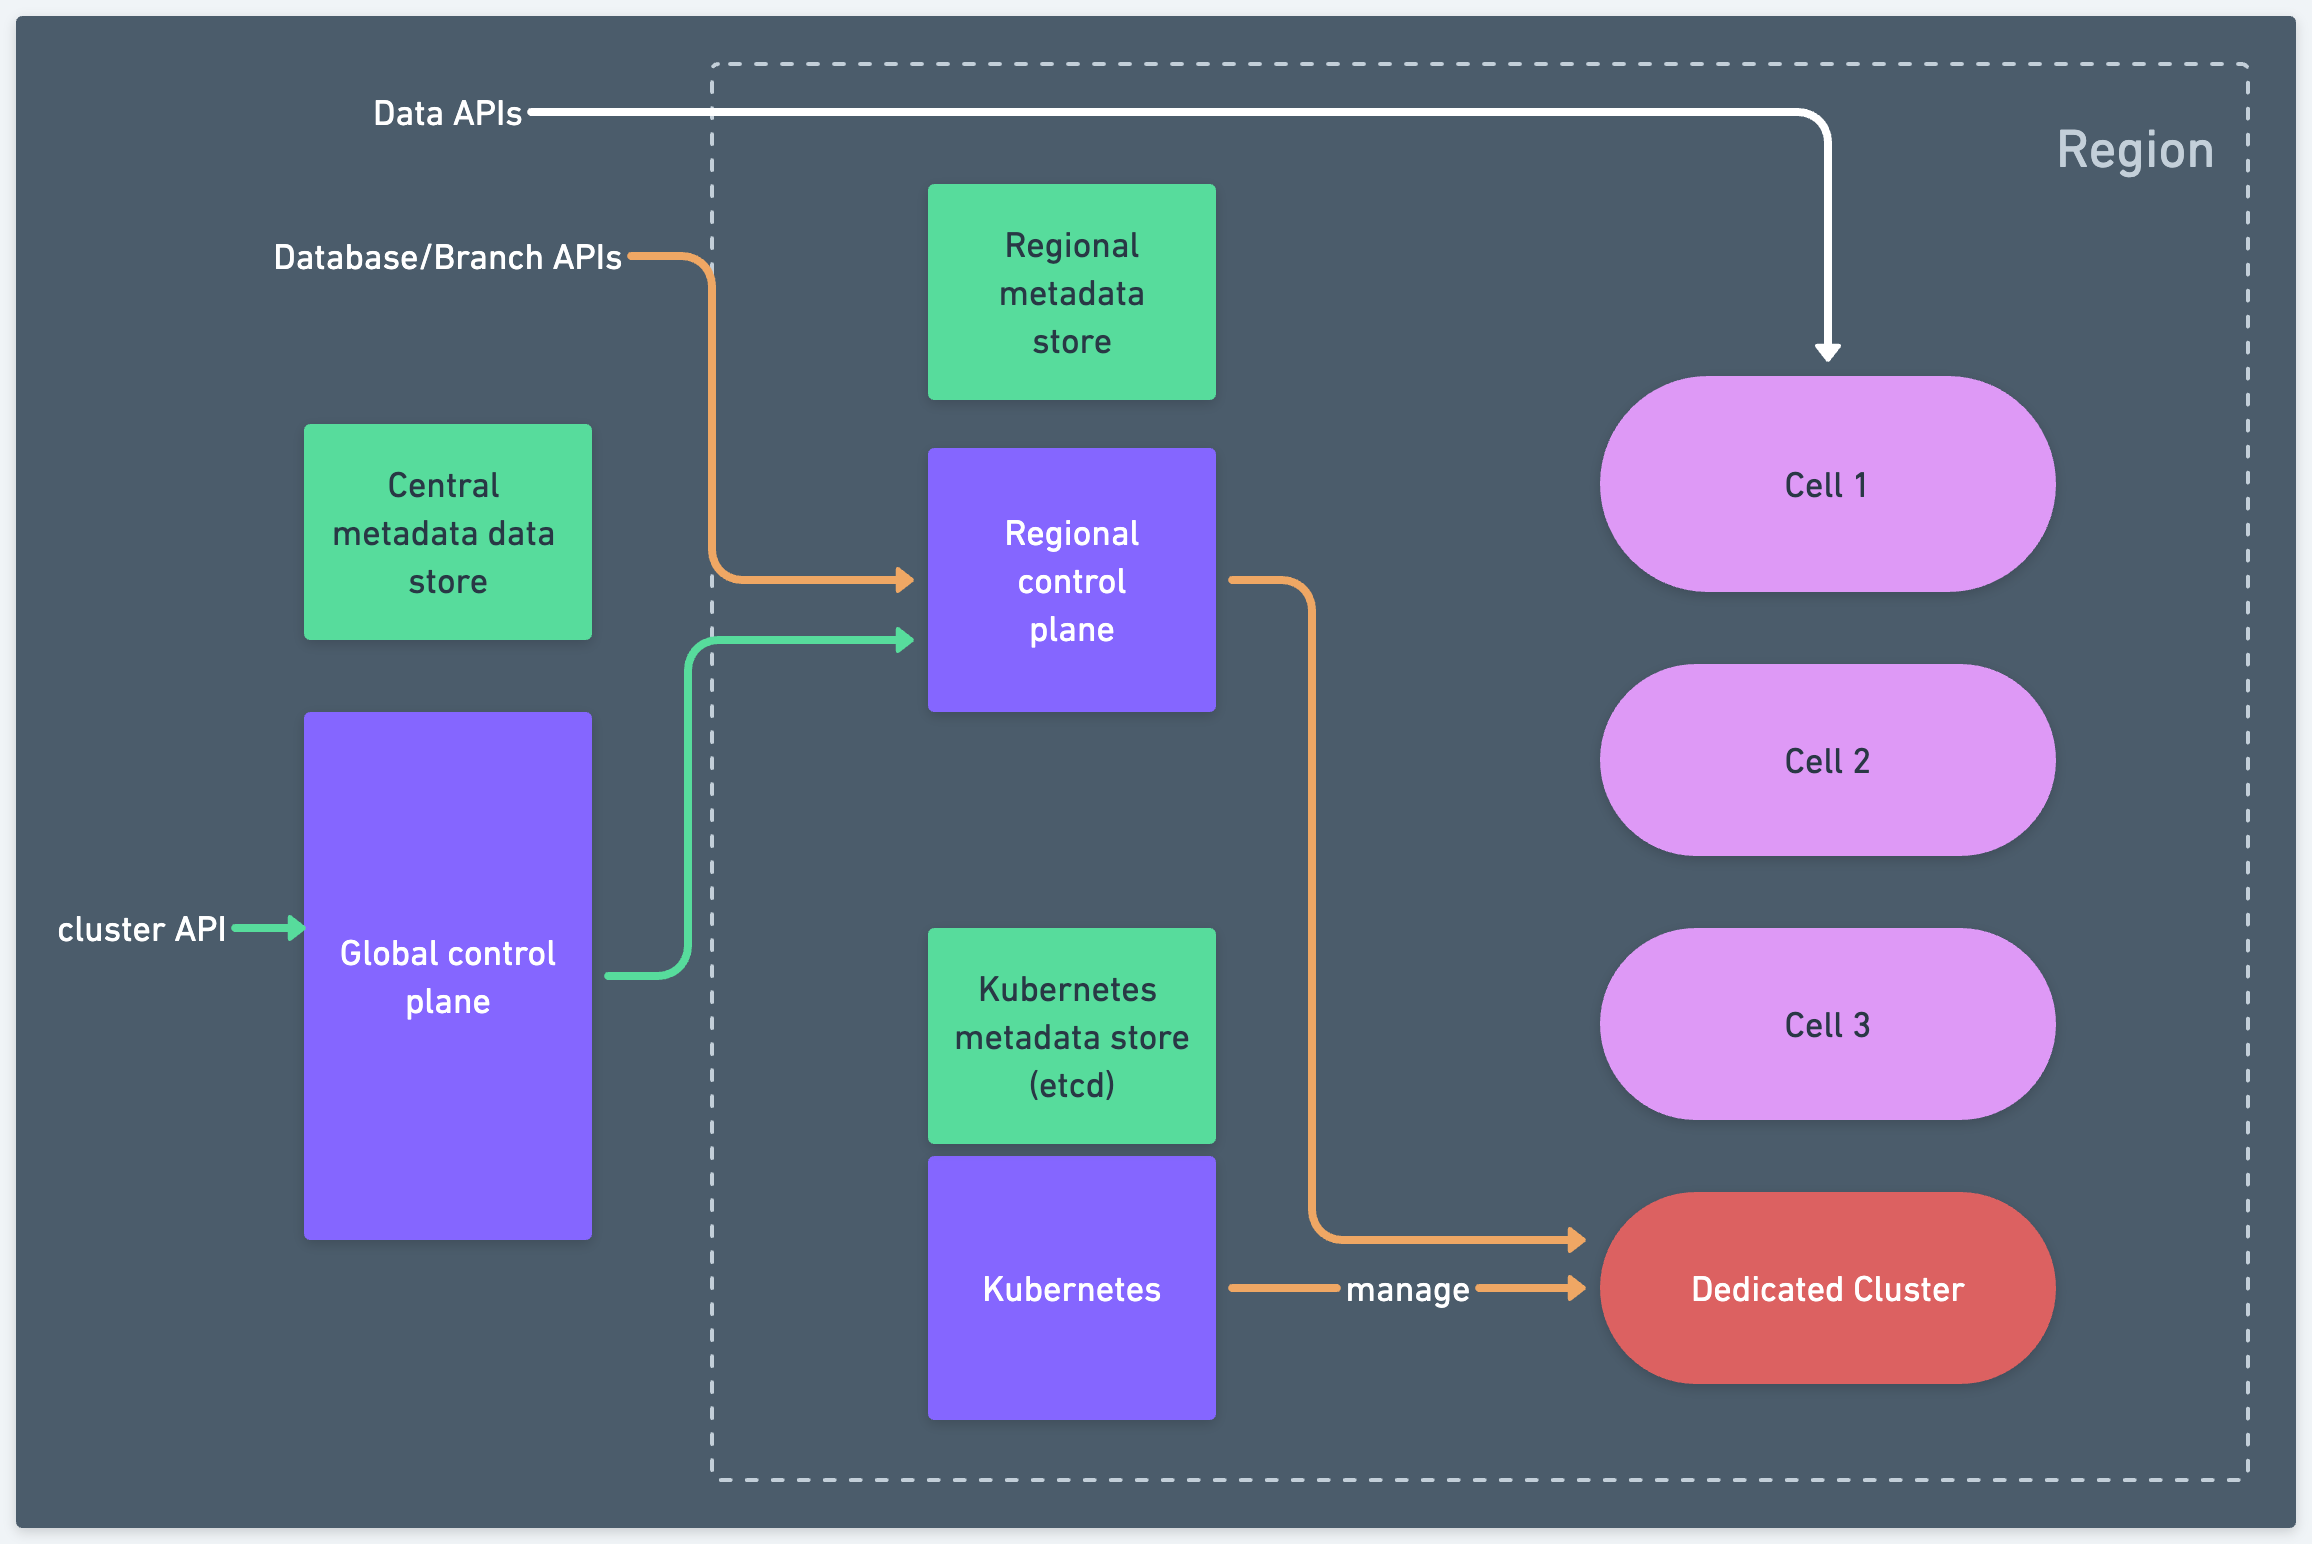 Data APIs
Region
Database/Branch APIs
Regional
metadata
store
Central
metadata data
store
Regional
control
plane
Cell 1
Cell 2
cluster API
Global control
plane
Kubernetes
metadata store
(etcd)
Cell 3
Kubernetes
manage
Dedicated Cluster